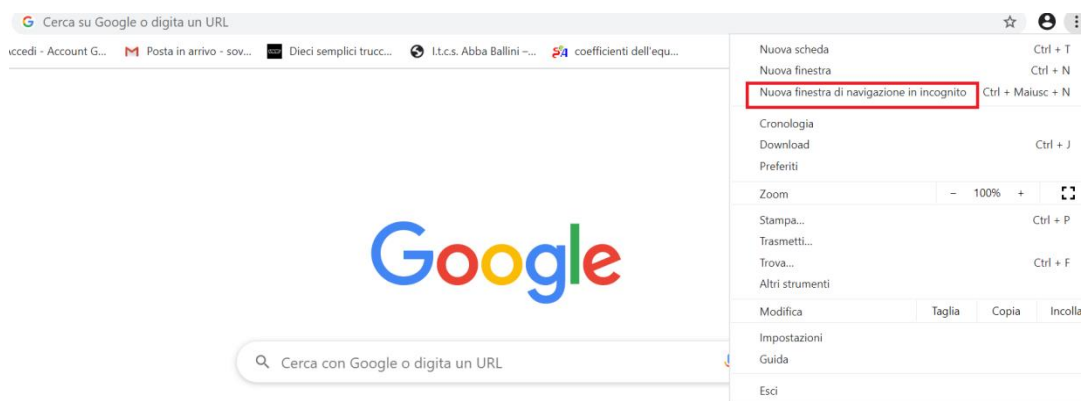 Cerca su Google o digita un URL
ccedi - Account G... Posta in arrivo - sov... Dieci semplici trucc... I.t.c.s. Abba Ballini –... coefficienti dell'equ...
Nuova scheda Ctrl + T
Nuova finestra Ctrl + N
Nuova finestra di navigazione in incognito Ctrl + Maiusc + N
Cronologia
Download Ctrl + J
Preferiti
Zoom − 100% +
Stampa... Ctrl + P
Trasmetti...
Trova... Ctrl + F
Altri strumenti
Modifica Taglia Copia Incolla
Impostazioni
Guida
Esci
Google
Cerca con Google o digita un URL